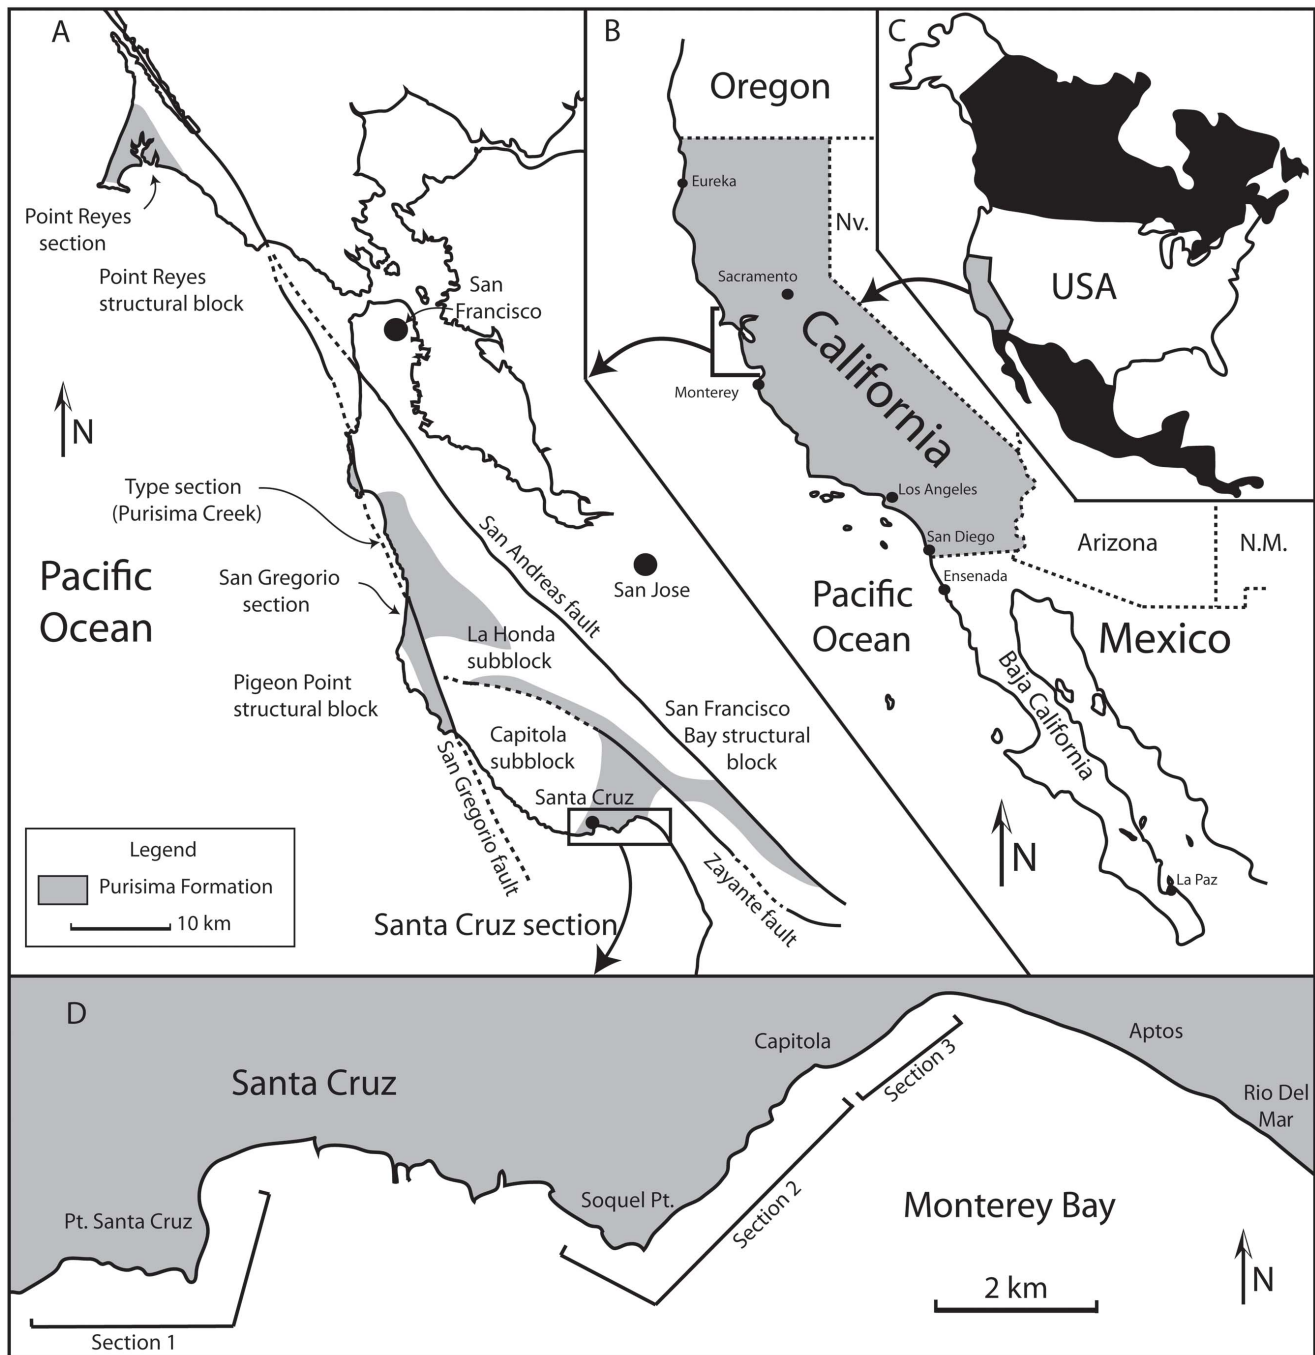 A
Point Reyes
section
Point Reyes
structural block
San
Francisco
N
Type section
(Purisima Creek)
San Gregorio
section
Pacific
Ocean
San Andreas fault
San Jose
La Honda
subblock
Pigeon Point
structural block
San Francisco
Bay structural
block
Capitola
subblock
Santa Cruz
San Gregorio fault
Zayante fault
Legend
Purisima Formation
10 km
Santa Cruz section
B
Oregon
Eureka
Nv.
Sacramento
California
Monterey
Los Angeles
San Diego
Arizona
N.M.
Ensenada
Pacific
Ocean
Mexico
Baja California
N
La Paz
C
USA
D
Capitola
Aptos
Section 3
Santa Cruz
Rio Del
Mar
Pt. Santa Cruz
Soquel Pt.
Section 2
Monterey Bay
N
2 km
Section 1